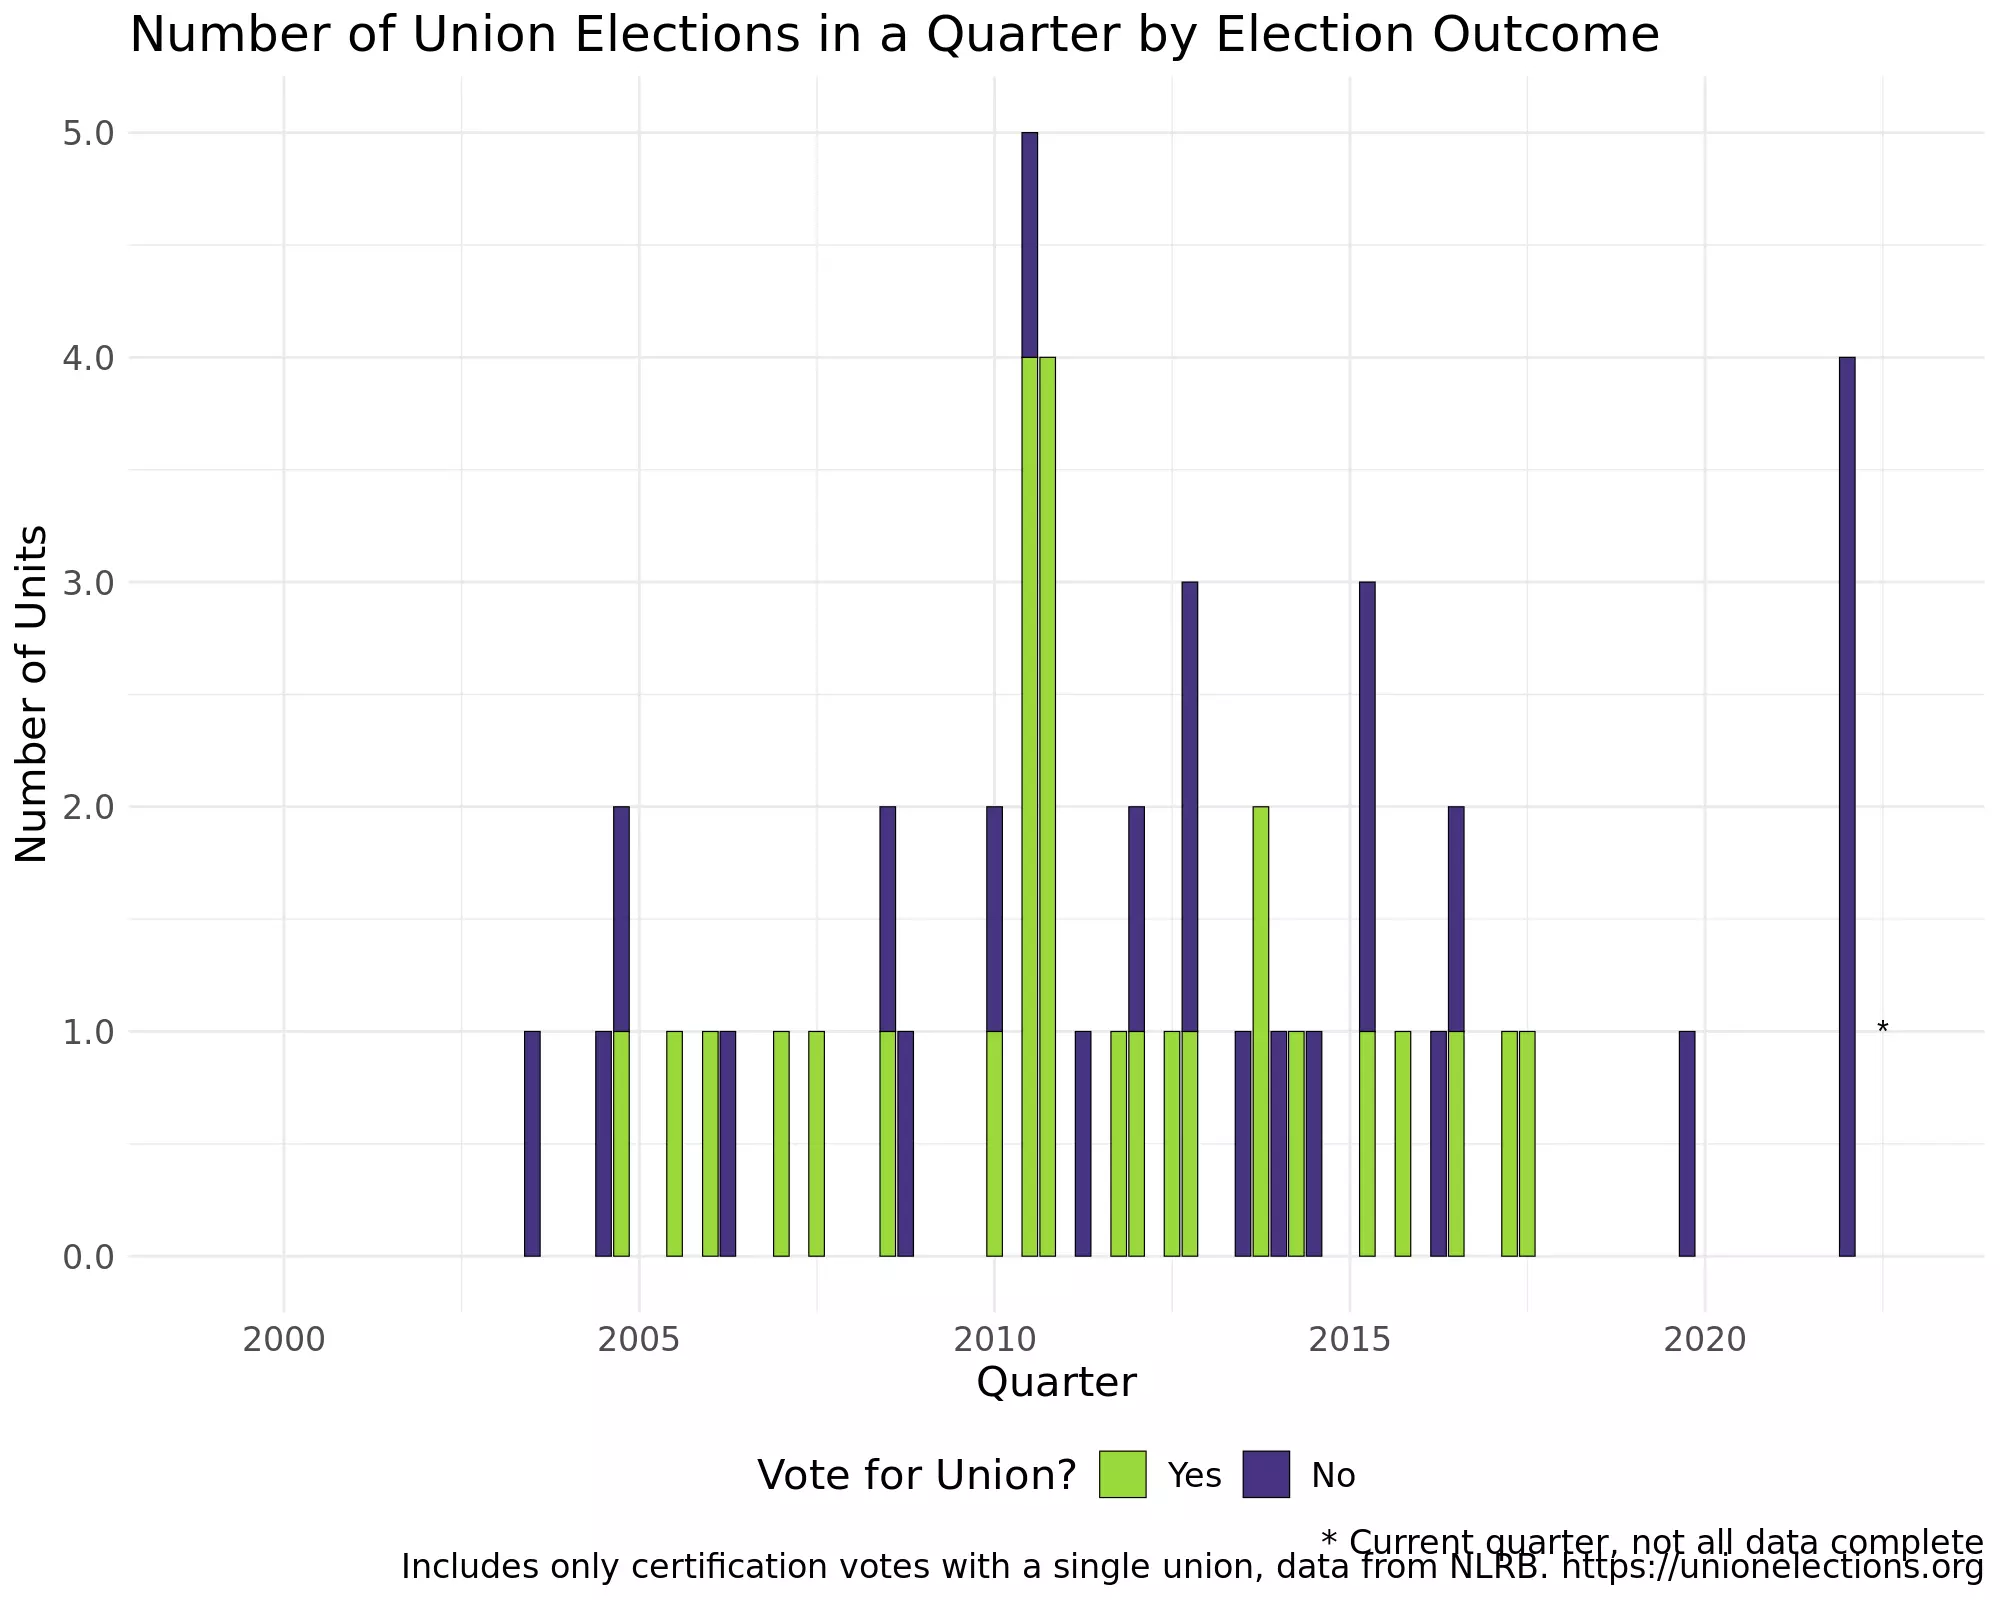 Number of Union Elections in a Quarter by Election Outcome
Number of Units
5.0
4.0
3.0
2.0
1.0
0.0
*
2000 2005 2010 2015 2020
Quarter
Vote for Union? Yes No
* Current quarter, not all data complete
Includes only certification votes with a single union, data from NLRB. https://unionelections.org